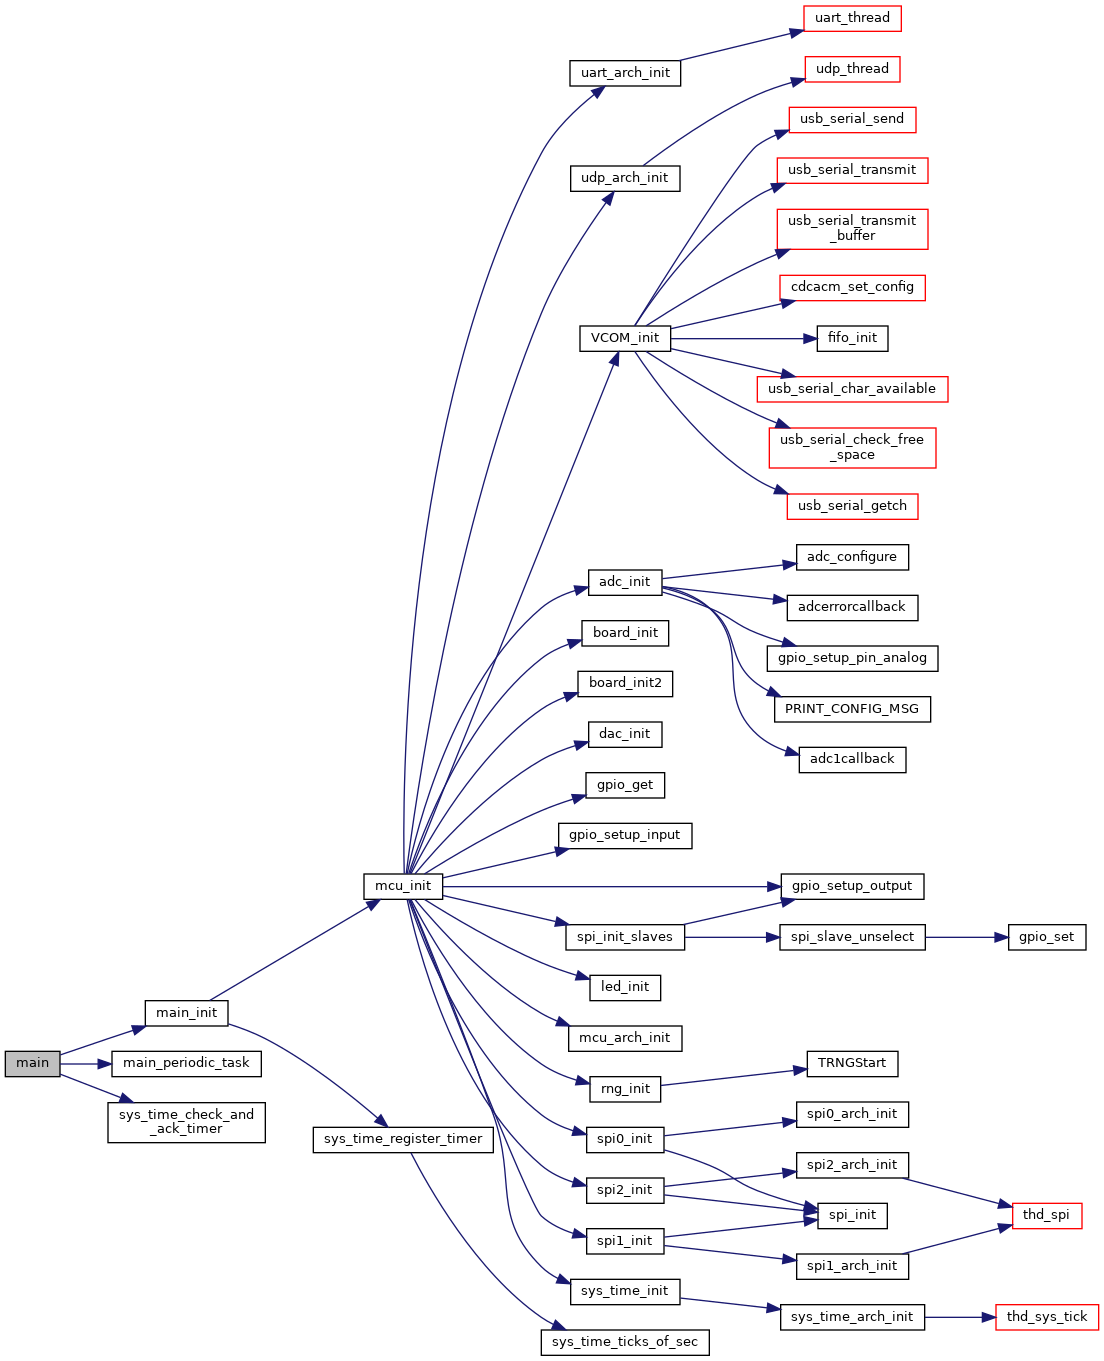 uart_thread
uart_arch_init
udp_thread
usb_serial_send
udp_arch_init
usb_serial_transmit
usb_serial_transmit
_buffer
cdcacm_set_config
VCOM_init
fifo_init
usb_serial_char_available
usb_serial_check_free
_space
usb_serial_getch
adc_configure
adc_init
adcerrorcallback
board_init
gpio_setup_pin_analog
board_init2
PRINT_CONFIG_MSG
dac_init
adc1callback
gpio_get
gpio_setup_input
mcu_init
gpio_setup_output
spi_init_slaves
spi_slave_unselect
gpio_set
led_init
main_init
mcu_arch_init
main
main_periodic_task
TRNGStart
rng_init
sys_time_check_and
_ack_timer
spi0_arch_init
sys_time_register_timer
spi0_init
spi2_arch_init
spi2_init
spi_init
thd_spi
spi1_init
spi1_arch_init
sys_time_init
sys_time_arch_init
thd_sys_tick
sys_time_ticks_of_sec